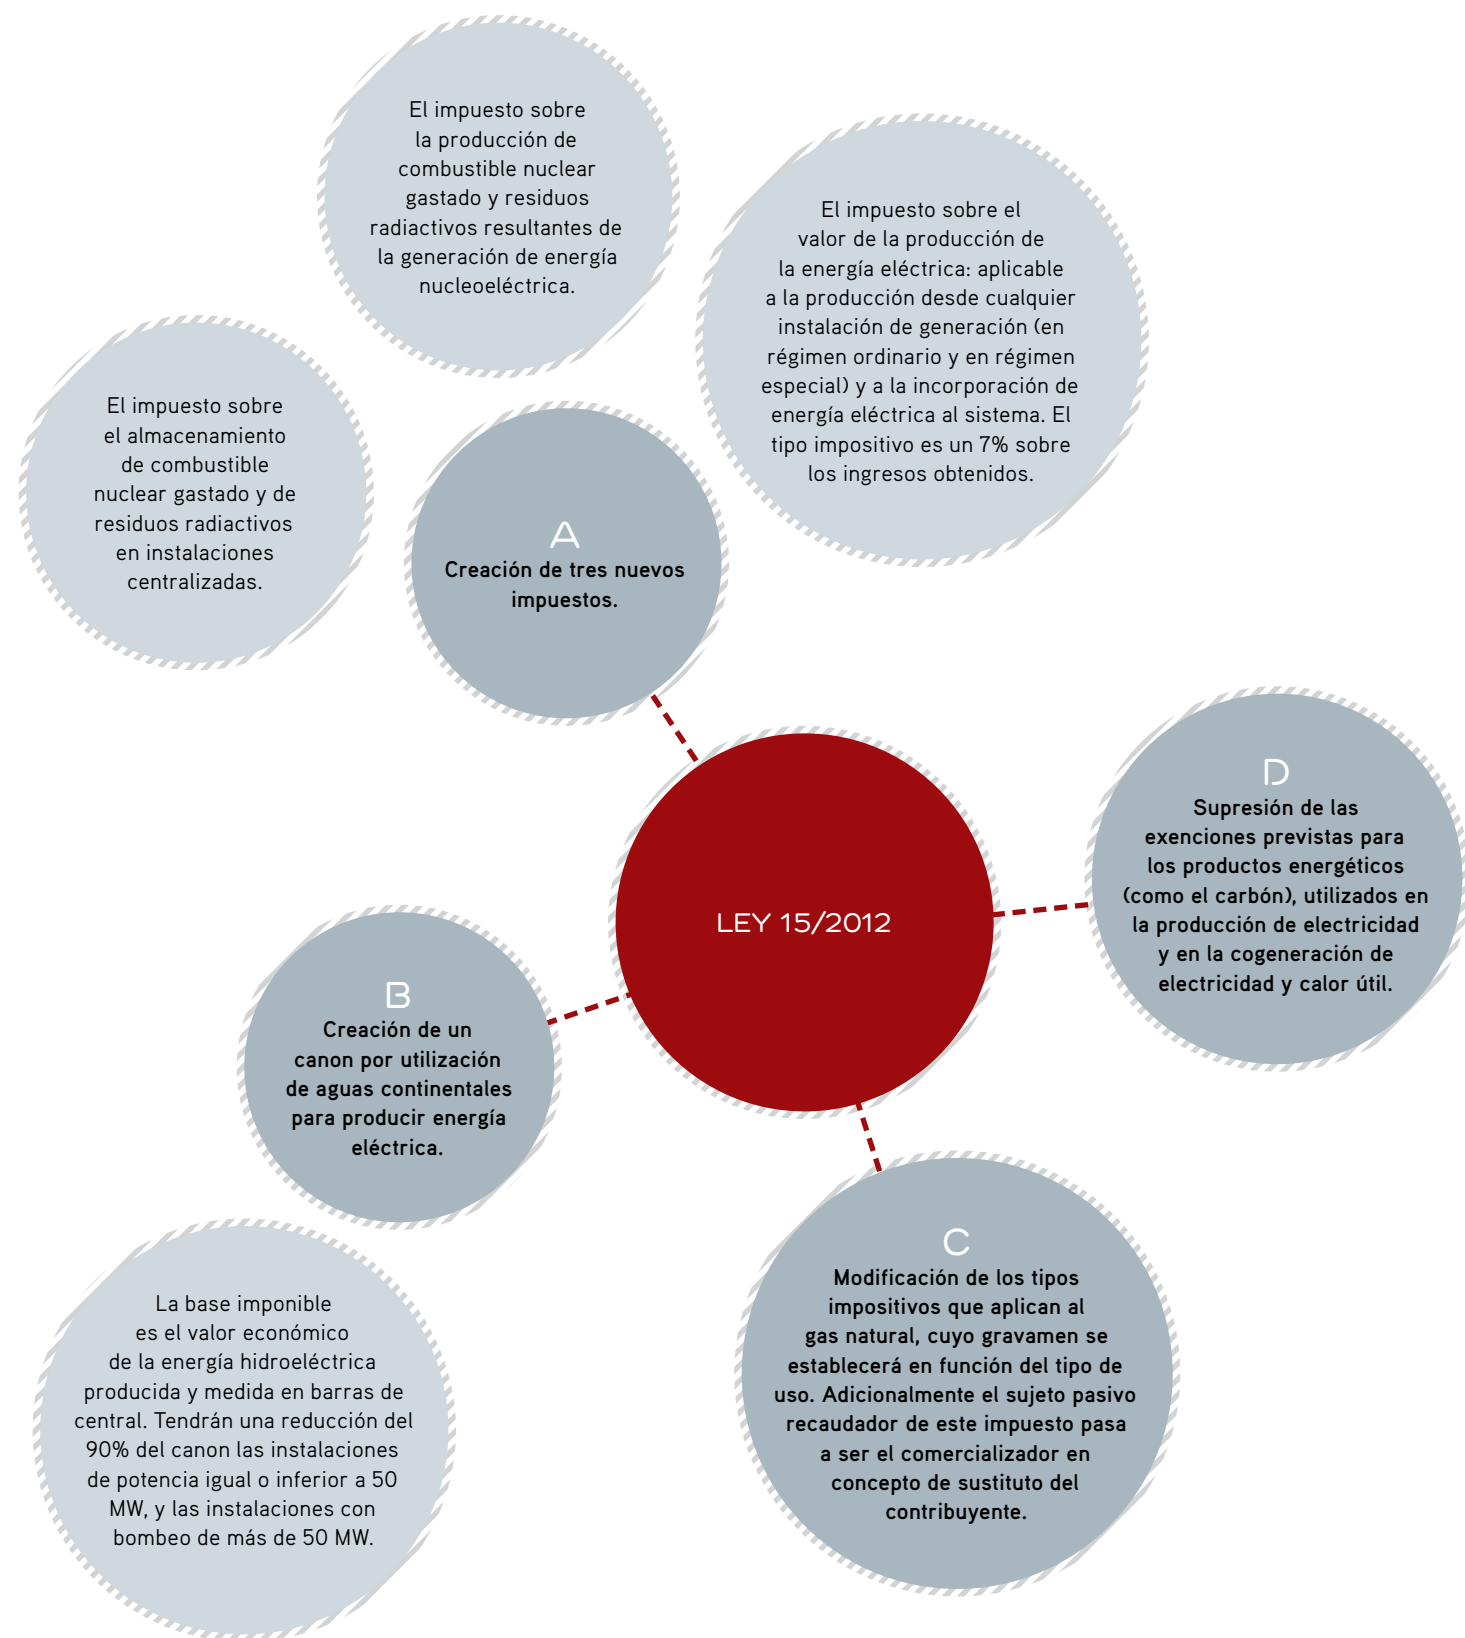 El impuesto sobre
la producción de
combustible nuclear
gastado y residuos
radiactivos resultantes de
la generación de energía
nucleoeléctrica.
El impuesto sobre el
valor de la producción de
la energía eléctrica: aplicable
a la producción desde cualquier
instalación de generación (en
régimen ordinario y en régimen
especial) y a la incorporación de
energía eléctrica al sistema. El
tipo impositivo es un 7% sobre
los ingresos obtenidos.
El impuesto sobre
el almacenamiento
de combustible
nuclear gastado y de
residuos radiactivos
en instalaciones
centralizadas.
A
Creación de tres nuevos
impuestos.
LEY 15/2012
D
Supresión de las
exenciones previstas para
los productos energéticos
(como el carbón), utilizados en
la producción de electricidad
y en la cogeneración de
electricidad y calor útil.
B
Creación de un
canon por utilización
de aguas continentales
para producir energía
eléctrica.
La base imponible
es el valor económico
de la energía hidroeléctrica
producida y medida en barras de
central. Tendrán una reducción del
90% del canon las instalaciones
de potencia igual o inferior a 50
MW, y las instalaciones con
bombeo de más de 50 MW.
C
Modificación de los tipos
impositivos que aplican al
gas natural, cuyo gravamen se
establecerá en función del tipo de
uso. Adicionalmente el sujeto pasivo
recaudador de este impuesto pasa
a ser el comercializador en
concepto de sustituto del
contribuyente.